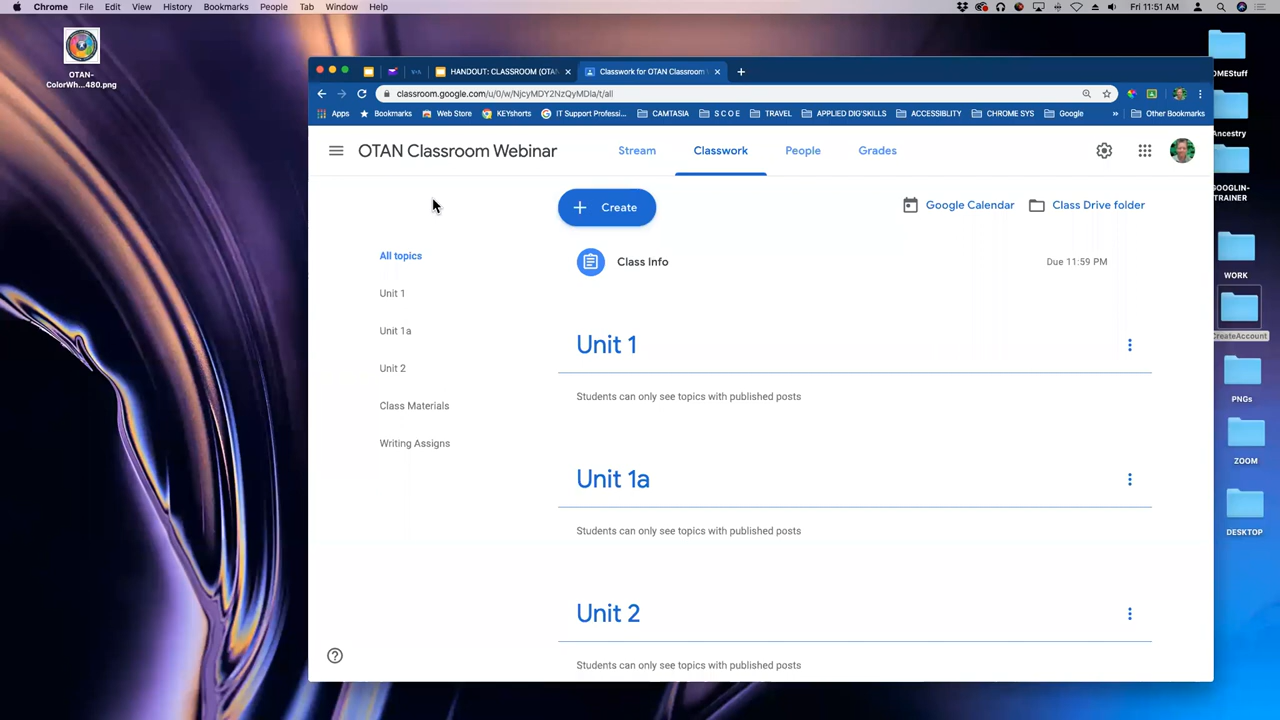 Chrome File Edit View History Bookmarks People Tab Window Help Fri 11:51 AM
OTAN-
ColorWh...480.png
HANDOUT: CLASSROOM (OTAN
Classwork for OTAN Classroom
classroom.google.com/u/0/w/NjcyMDY2NzQyMDla/t/all
Apps Bookmarks Web Store KEYshorts IT Support Professi... CAMTASIA S C O E TRAVEL APPLIED DIG'SKILLS ACCESSIBLITY CHROME SYS Google » Other Bookmarks
OTAN Classroom Webinar
Stream Classwork People Grades
Create
Google Calendar
Class Drive folder
All topics
Unit 1
Unit 1a
Unit 2
Class Materials
Writing Assigns
Class Info
Due 11:59 PM
Unit 1
Students can only see topics with published posts
Unit 1a
Students can only see topics with published posts
Unit 2
Students can only see topics with published posts
OMEStuff
Ancestry
GOOGLIN-
TRAINER
WORK
CreateAccount
PNGs
ZOOM
DESKTOP